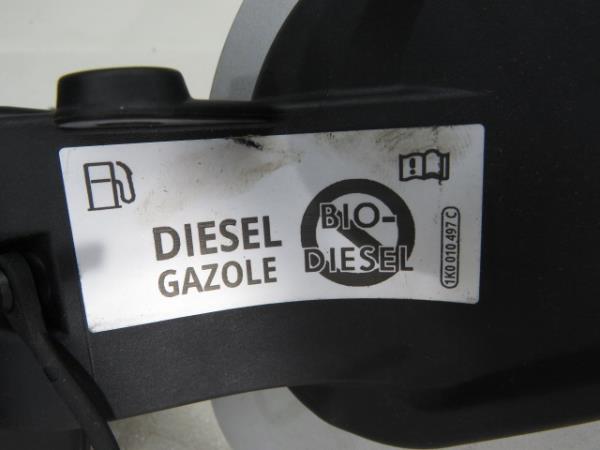 DIESEL
GAZOLE
BIO-
DIESEL
1K0 010 497 C